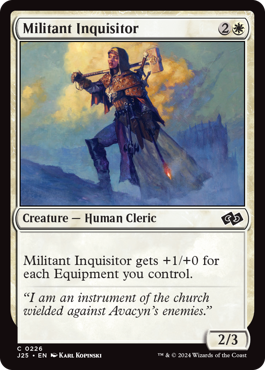 Militant Inquisitor 2
Creature — Human Cleric
Militant Inquisitor gets +1/+0 for
each Equipment you control.
"I am an instrument of the church
wielded against Avacyn's enemies."
2/3
C 0226
J25 • EN Karl Kopinski
™ & © 2024 Wizards of the Coast